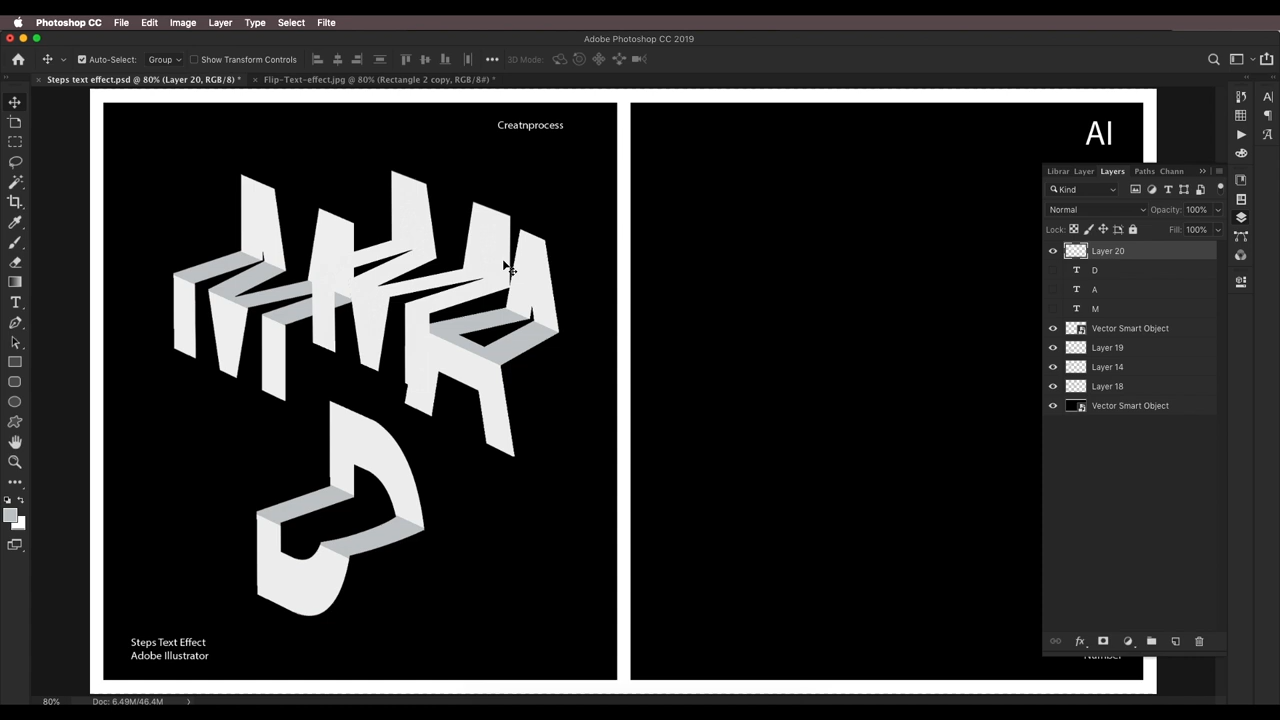 Photoshop CC File Edit Image Layer Type Select Filte
Adobe Photoshop CC 2019
Auto-Select: Group Show Transform Controls 3D Mode:
Steps text effect.psd @ 80% (Layer 20, RGB/8) * Flip-Text-effect.jpg @ 80% (Rectangle 2 copy, RGB/8#) *
Creatnprocess
AI
Librar Layer Layers Paths Chann
Kind
Normal Opacity: 100%
Lock: Fill: 100%
Layer 20
T D
T A
T M
Vector Smart Object
Layer 19
Layer 14
Layer 18
Vector Smart Object
M
M
A
D
Steps Text Effect
Adobe Illustrator
Number
80% Doc: 6.49M/46.4M